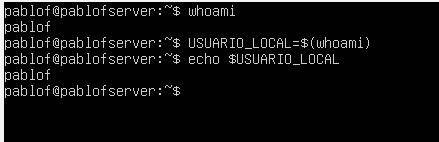 pablof@pablofserver:~$ whoami
pablof
pablof@pablofserver:~$ USUARIO_LOCAL=$(whoami)
pablof@pablofserver:~$ echo $USUARIO_LOCAL
pablof
pablof@pablofserver:~$